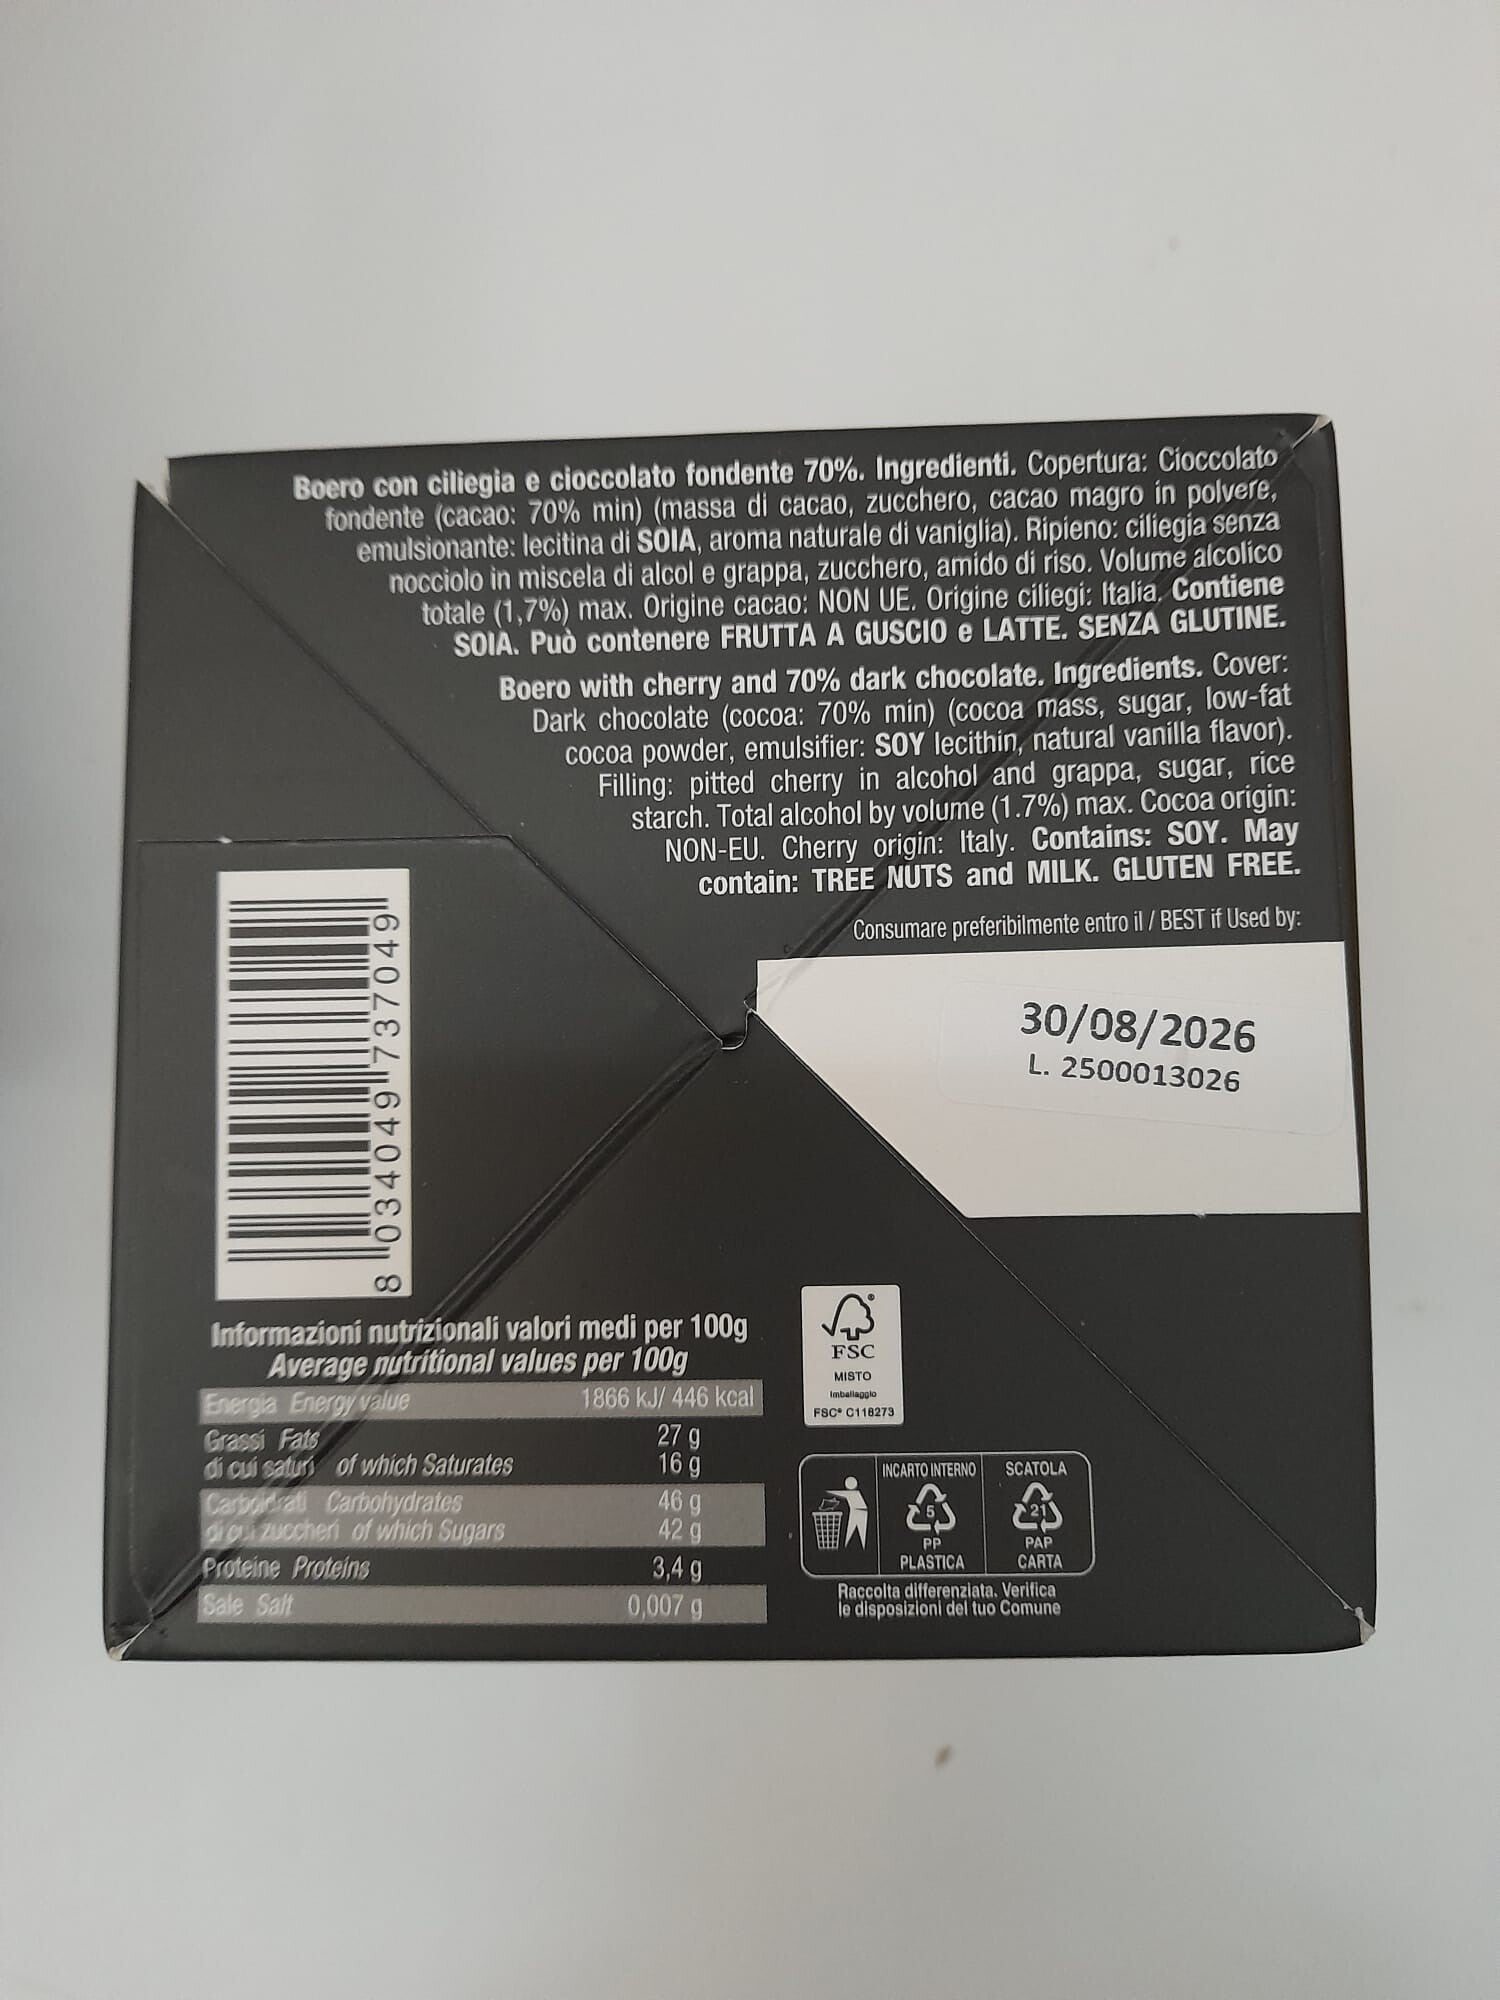 Boero con ciliegia e cioccolato fondente 70%. Ingredienti. Copertura: Cioccolato
fondente (cacao: 70% min) (massa di cacao, zucchero, cacao magro in polvere,
emulsionante: lecitina di SOIA, aroma naturale di vaniglia). Ripieno: ciliegia senza
nocciolo in miscela di alcol e grappa, zucchero, amido di riso. Volume alcolico
totale (1,7%) max. Origine cacao: NON UE. Origine ciliegi: Italia. Contiene
SOIA. Può contenere FRUTTA A GUSCIO e LATTE. SENZA GLUTINE.
Boero with cherry and 70% dark chocolate. Ingredients. Cover:
Dark chocolate (cocoa: 70% min) (cocoa mass, sugar, low-fat
cocoa powder, emulsifier: SOY lecithin, natural vanilla flavor).
Filling: pitted cherry in alcohol and grappa, sugar, rice
starch. Total alcohol by volume (1.7%) max. Cocoa origin:
NON-EU. Cherry origin: Italy. Contains: SOY. May
contain: TREE NUTS and MILK. GLUTEN FREE.
Consumare preferibilmente entro il / BEST if Used by:
30/08/2026
L. 2500013026
8 034049 737049
Informazioni nutrizionali valori medi per 100g
Average nutritional values per 100g
Energia Energy value 1866 kJ/ 446 kcal
Grassi Fats 27 g
di cui saturi of which Saturates 16 g
Carboidrati Carbohydrates 46 g
di cui zuccheri of which Sugars 42 g
Proteine Proteins 3,4 g
Sale Salt 0,007 g
FSC®
MISTO
Imballaggio
FSC® C118273
INCARTO INTERNO
5
PP
PLASTICA
SCATOLA
21
PAP
CARTA
Raccolta differenziata. Verifica
le disposizioni del tuo Comune